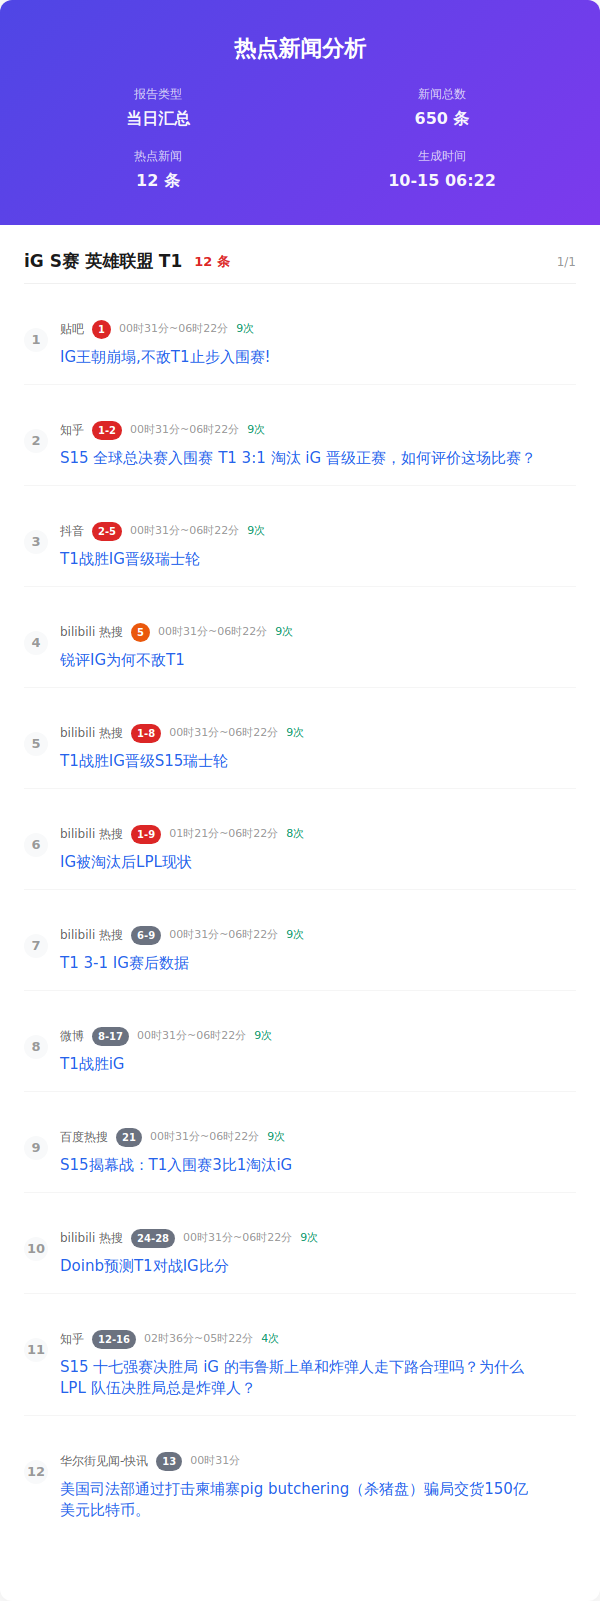 热点新闻分析
报告类型
新闻总数
当日汇总
650 条
热点新闻
生成时间
12 条
10-15 06:22
iG S赛 英雄联盟 T1 12 条 1/1
1
贴吧 1 00时31分~06时22分 9次
IG王朝崩塌,不敌T1止步入围赛!
2
知乎 1-2 00时31分~06时22分 9次
S15 全球总决赛入围赛 T1 3:1 淘汰 iG 晋级正赛，如何评价这场比赛？
3
抖音 2-5 00时31分~06时22分 9次
T1战胜IG晋级瑞士轮
4
bilibili 热搜 5 00时31分~06时22分 9次
锐评IG为何不敌T1
5
bilibili 热搜 1-8 00时31分~06时22分 9次
T1战胜IG晋级S15瑞士轮
6
bilibili 热搜 1-9 01时21分~06时22分 8次
IG被淘汰后LPL现状
7
bilibili 热搜 6-9 00时31分~06时22分 9次
T1 3-1 IG赛后数据
8
微博 8-17 00时31分~06时22分 9次
T1战胜iG
9
百度热搜 21 00时31分~06时22分 9次
S15揭幕战：T1入围赛3比1淘汰iG
10
bilibili 热搜 24-28 00时31分~06时22分 9次
Doinb预测T1对战IG比分
11
知乎 12-16 02时36分~05时22分 4次
S15 十七强赛决胜局 iG 的韦鲁斯上单和炸弹人走下路合理吗？为什么
LPL 队伍决胜局总是炸弹人？
12
华尔街见闻-快讯 13 00时31分
美国司法部通过打击柬埔寨pig butchering（杀猪盘）骗局交货150亿
美元比特币。